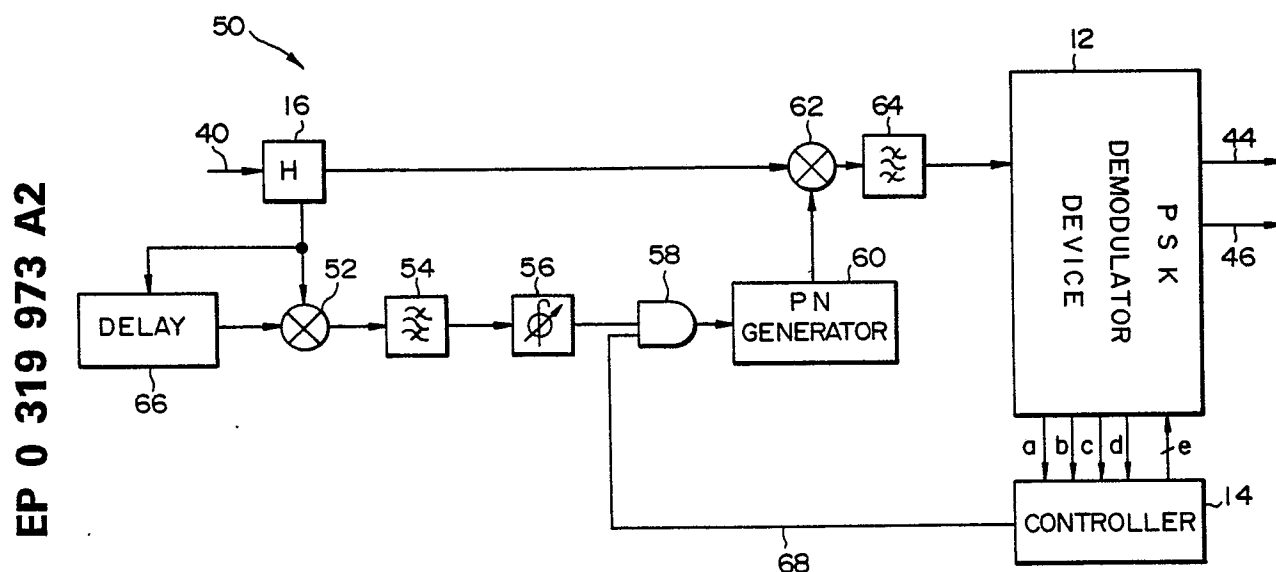 50
12
16
62
64
40
H
44
PSK
DEMODULATOR
DEVICE
46
52
54
56
58
60
DELAY
PN
GENERATOR
66
a b c d e
14
CONTROLLER
68
EP 0 319 973 A2